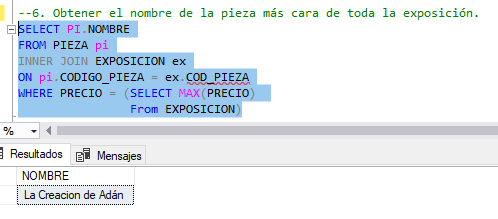 --6. Obtener el nombre de la pieza más cara de toda la exposición.
SELECT PI.NOMBRE
FROM PIEZA pi
INNER JOIN EXPOSICION ex
ON pi.CODIGO_PIEZA = ex.COD_PIEZA
WHERE PRECIO = (SELECT MAX(PRECIO)
From EXPOSICION)
%
Resultados Mensajes
NOMBRE
La Creacion de Adán